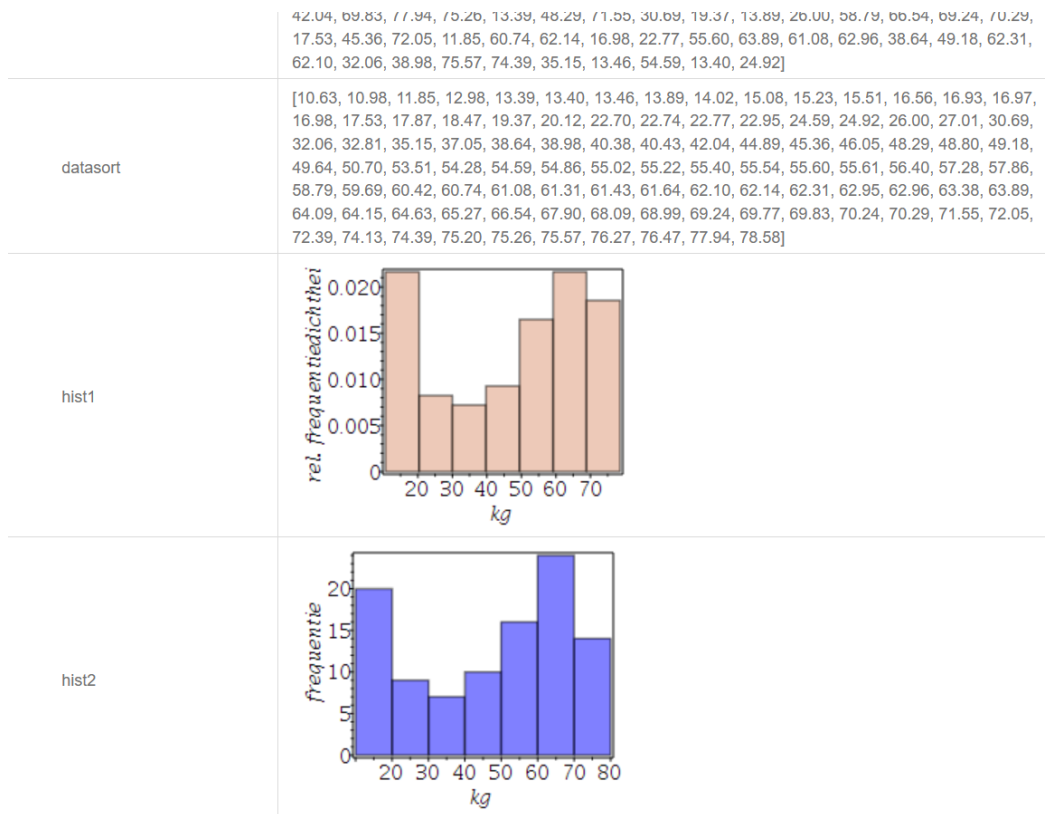 42.04, 69.83, 77.94, 75.26, 13.39, 48.29, 71.55, 30.69, 19.37, 13.89, 26.00, 58.79, 66.54, 69.24, 70.29,
17.53, 45.36, 72.05, 11.85, 60.74, 62.14, 16.98, 22.77, 55.60, 63.89, 61.08, 62.96, 38.64, 49.18, 62.31,
62.10, 32.06, 38.98, 75.57, 74.39, 35.15, 13.46, 54.59, 13.40, 24.92]
datasort
[10.63, 10.98, 11.85, 12.98, 13.39, 13.40, 13.46, 13.89, 14.02, 15.08, 15.23, 15.51, 16.56, 16.93, 16.97,
16.98, 17.53, 17.87, 18.47, 19.37, 20.12, 22.70, 22.74, 22.77, 22.95, 24.59, 24.92, 26.00, 27.01, 30.69,
32.06, 32.81, 35.15, 37.05, 38.64, 38.98, 40.38, 40.43, 42.04, 44.89, 45.36, 46.05, 48.29, 48.80, 49.18,
49.64, 50.70, 53.51, 54.28, 54.59, 54.86, 55.02, 55.22, 55.40, 55.54, 55.60, 55.61, 56.40, 57.28, 57.86,
58.79, 59.69, 60.42, 60.74, 61.08, 61.31, 61.43, 61.64, 62.10, 62.14, 62.31, 62.95, 62.96, 63.38, 63.89,
64.09, 64.15, 64.63, 65.27, 66.54, 67.90, 68.09, 68.99, 69.24, 69.77, 69.83, 70.24, 70.29, 71.55, 72.05,
72.39, 74.13, 74.39, 75.20, 75.26, 75.57, 76.27, 76.47, 77.94, 78.58]
hist1
rel. frequentiedichthei
0.020
0.015
0.010
0.005
0
20 30 40 50 60 70
kg
hist2
frequentie
20
15
10
5
0
20 30 40 50 60 70 80
kg